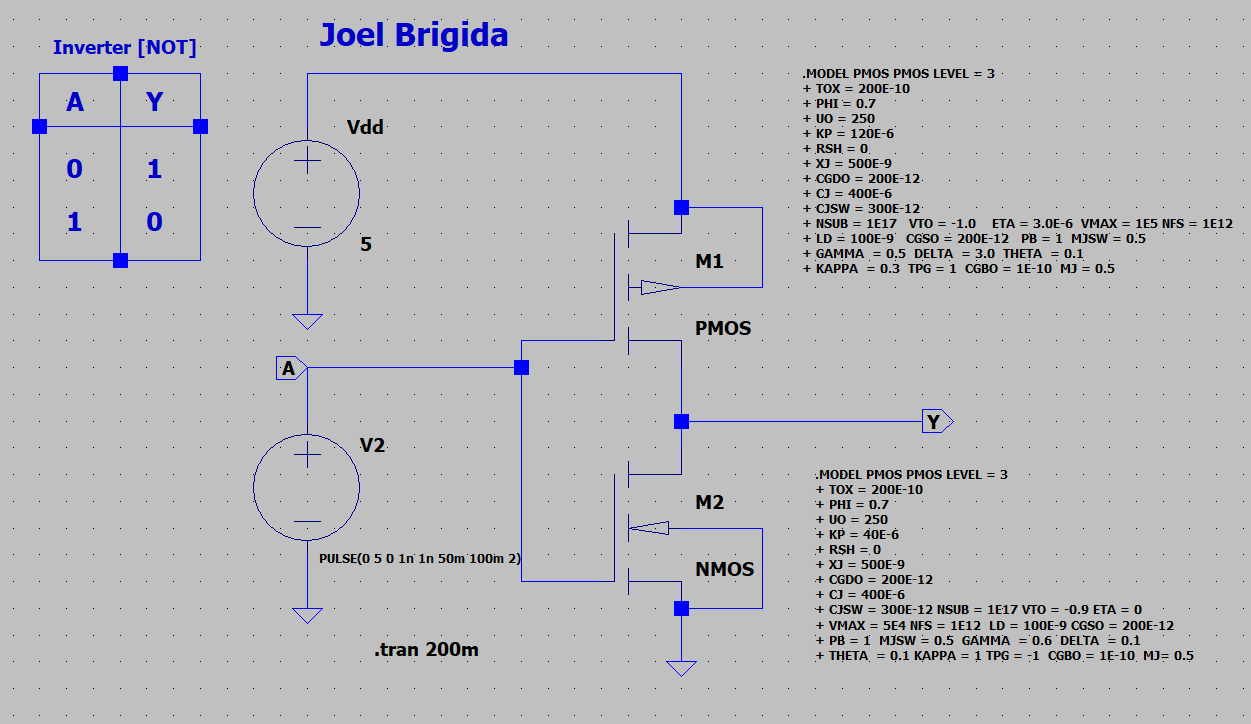 Joel Brigida
Inverter [NOT]
A Y
0 1
1 0
Vdd
5
M1
PMOS
.MODEL PMOS PMOS LEVEL = 3
+ TOX = 200E-10
+ PHI = 0.7
+ UO = 250
+ KP = 120E-6
+ RSH = 0
+ XJ = 500E-9
+ CGDO = 200E-12
+ CJ = 400E-6
+ CJSW = 300E-12
+ NSUB = 1E17 VTO = -1.0 ETA = 3.0E-6 VMAX = 1E5 NFS = 1E12
+ LD = 100E-9 CGSO = 200E-12 PB = 1 MJSW = 0.5
+ GAMMA = 0.5 DELTA = 3.0 THETA = 0.1
+ KAPPA = 0.3 TPG = 1 CGBO = 1E-10 MJ = 0.5
A
V2
PULSE(0 5 0 1n 1n 50m 100m 2)
.tran 200m
Y
M2
NMOS
.MODEL PMOS PMOS LEVEL = 3
+ TOX = 200E-10
+ PHI = 0.7
+ UO = 250
+ KP = 40E-6
+ RSH = 0
+ XJ = 500E-9
+ CGDO = 200E-12
+ CJ = 400E-6
+ CJSW = 300E-12 NSUB = 1E17 VTO = -0.9 ETA = 0
+ VMAX = 5E4 NFS = 1E12 LD = 100E-9 CGSO = 200E-12
+ PB = 1 MJSW = 0.5 GAMMA = 0.6 DELTA = 0.1
+ THETA = 0.1 KAPPA = 1 TPG = -1 CGBO = 1E-10 MJ= 0.5